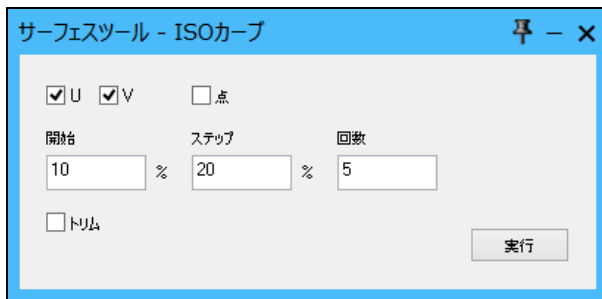 サーフェスツール - ISOカーブ
U V 点
開始 ステップ 回数
10 % 20 % 5
トリム
実行